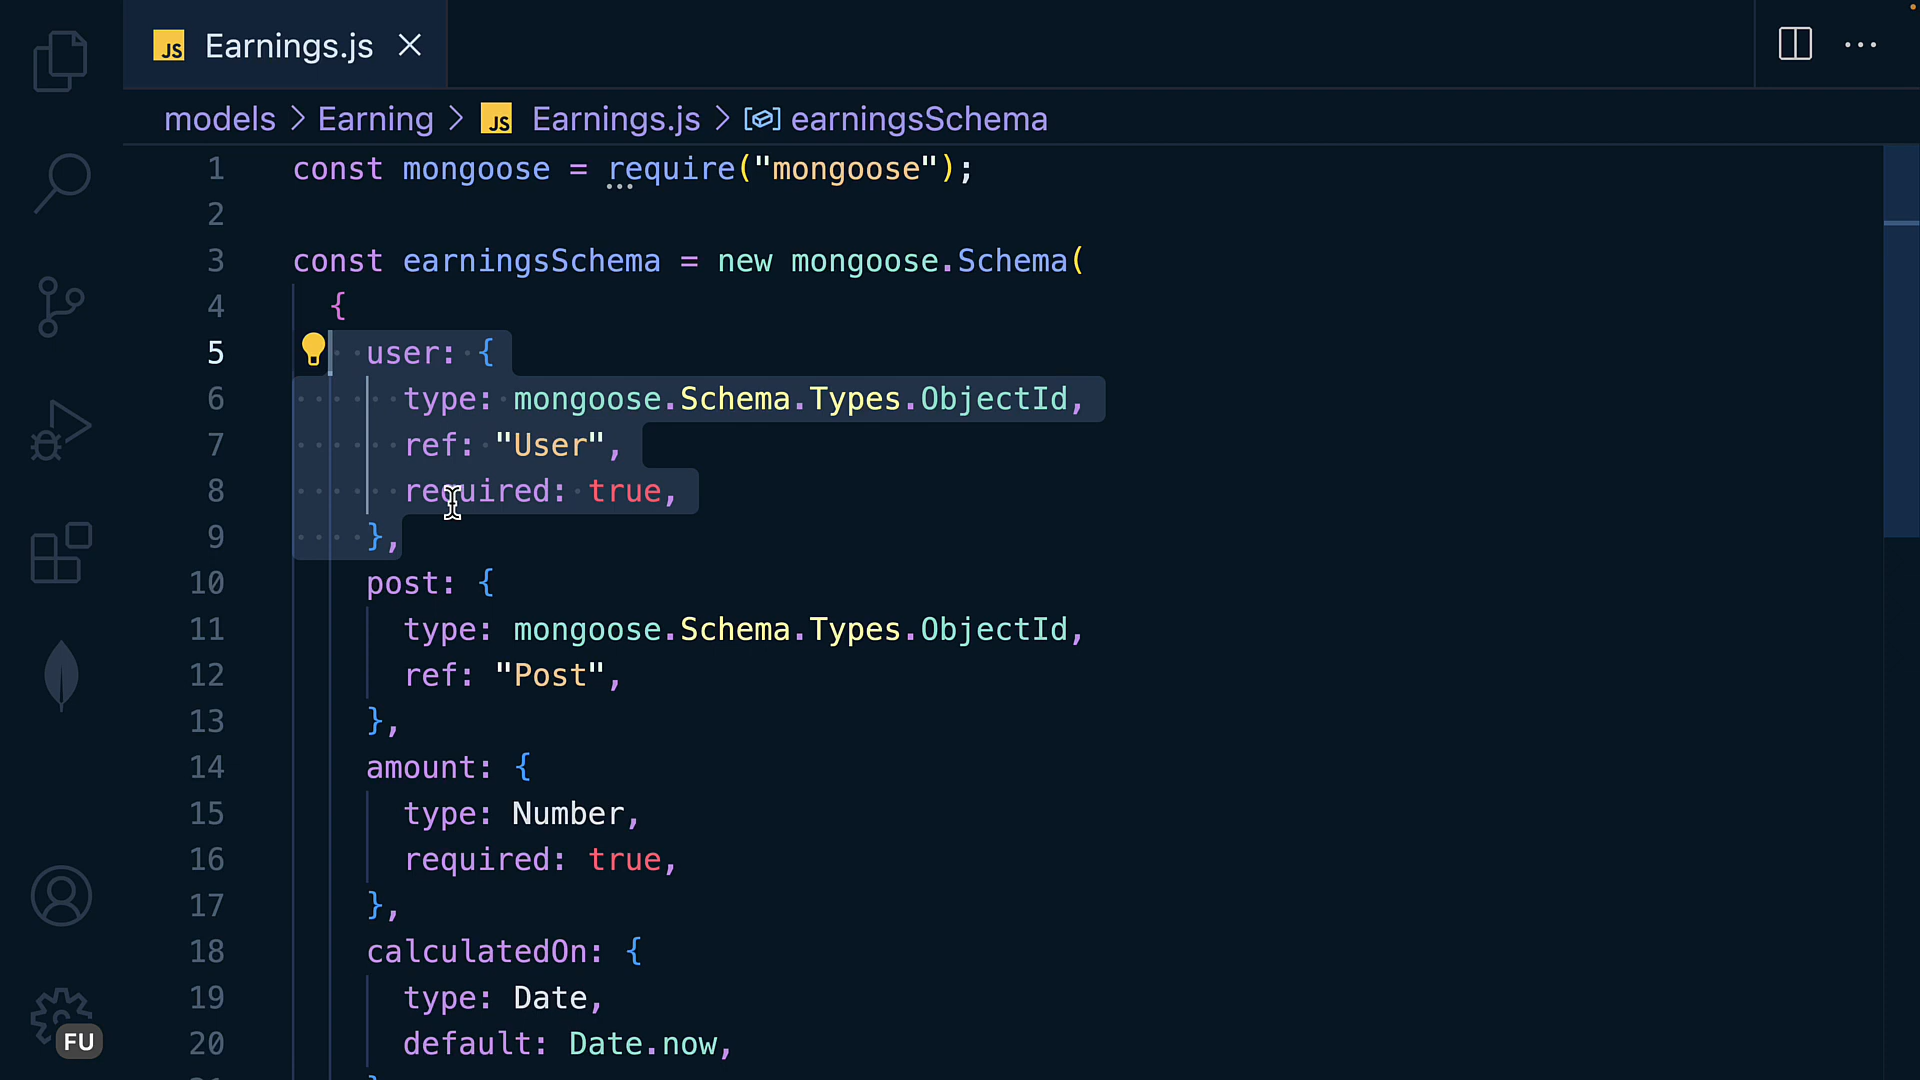 JS Earnings.js
models > Earning > JS Earnings.js > earningsSchema
1 const mongoose = require("mongoose");
2
3 const earningsSchema = new mongoose.Schema(
4 {
5 user: {
6 type: mongoose.Schema.Types.ObjectId,
7 ref: "User",
8 required: true,
9 },
10 post: {
11 type: mongoose.Schema.Types.ObjectId,
12 ref: "Post",
13 },
14 amount: {
15 type: Number,
16 required: true,
17 },
18 calculatedOn: {
19 type: Date,
20 default: Date.now,
FU